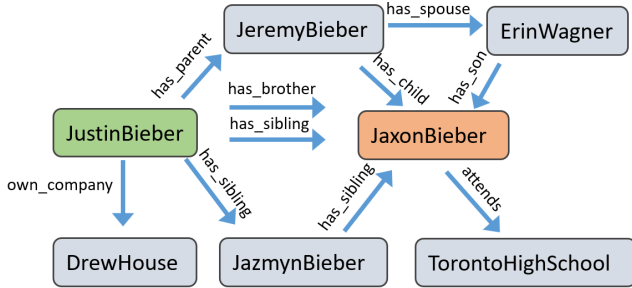 has_spouse
JeremyBieber
ErinWagner
has_parent
has_child
has_son
has_brother
JustinBieber
has_sibling
JaxonBieber
own_company
has_sibling
has_sibling
attends
DrewHouse
JazmynBieber
TorontoHighSchool